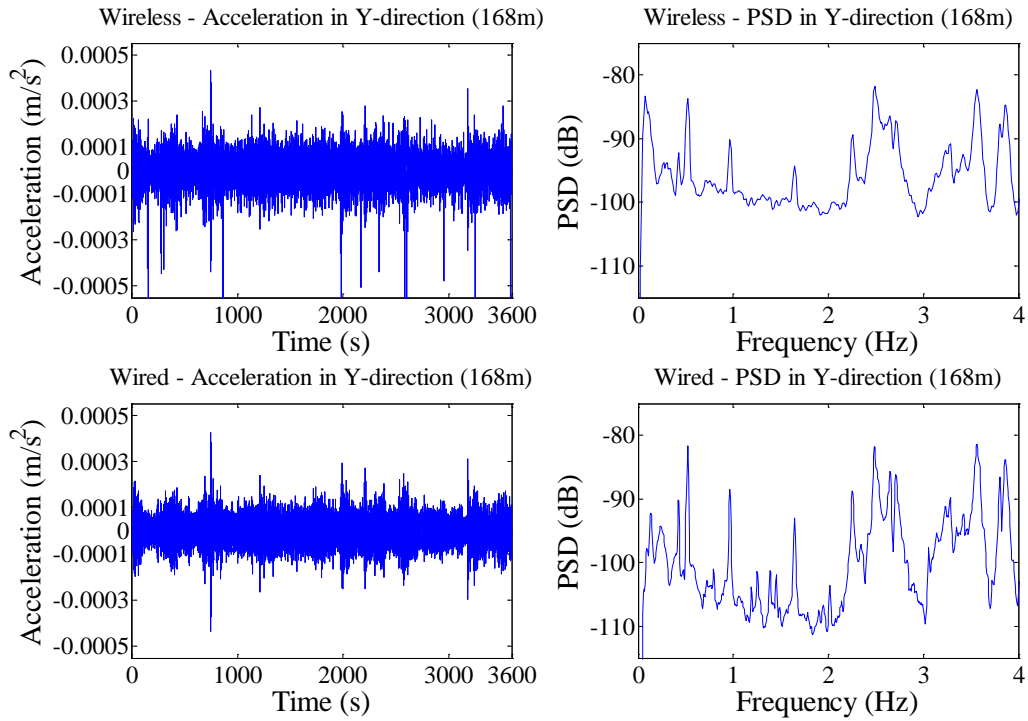 Wireless - Acceleration in Y-direction (168m)
Acceleration (m/s²)
0.0005
0.0003
0.0001
0
-0.0001
-0.0003
-0.0005
0 1000 2000 3000 3600
Time (s)
Wireless - PSD in Y-direction (168m)
PSD (dB)
-80
-90
-100
-110
0 1 2 3 4
Frequency (Hz)
Wired - Acceleration in Y-direction (168m)
Acceleration (m/s²)
0.0005
0.0003
0.0001
0
-0.0001
-0.0003
-0.0005
0 1000 2000 3000 3600
Time (s)
Wired - PSD in Y-direction (168m)
PSD (dB)
-80
-90
-100
-110
0 1 2 3 4
Frequency (Hz)